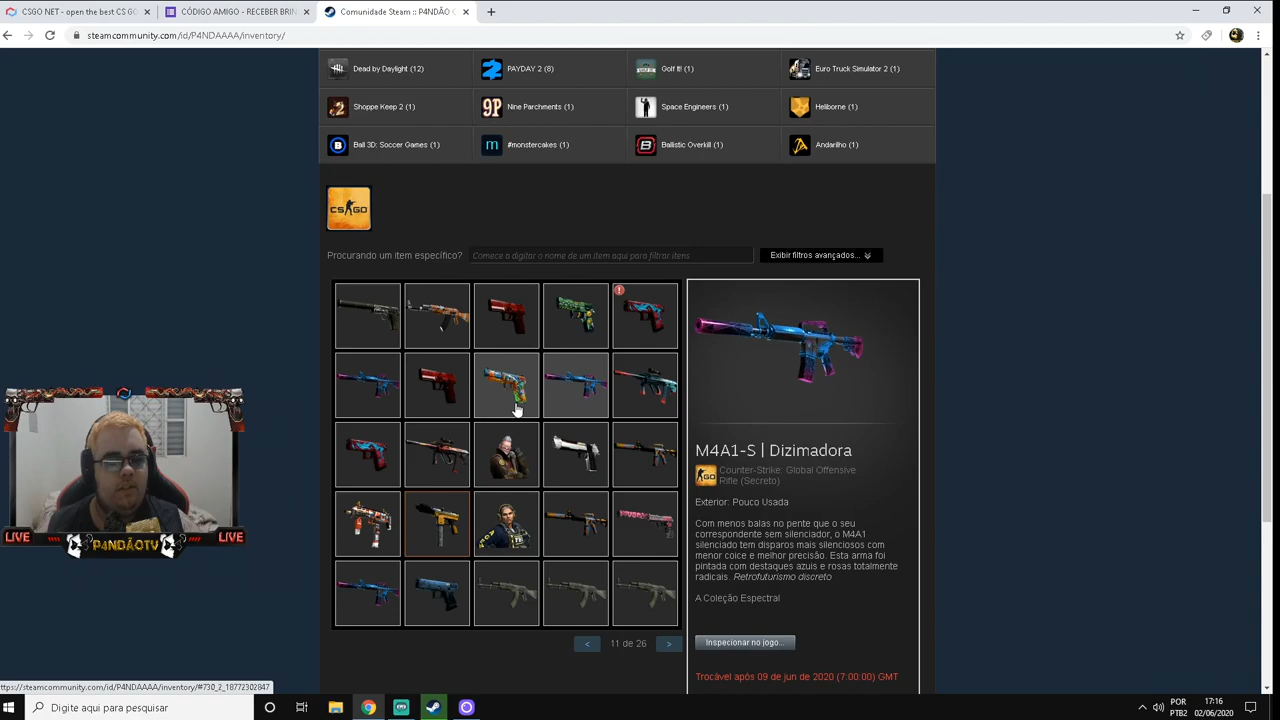 CSGO NET - open the best CS GO
CÓDIGO AMIGO - RECEBER BRIN
Comunidade Steam :: P4NDÃO
steamcommunity.com/id/P4NDAAAA/inventory/
Dead by Daylight (12)
PAYDAY 2 (8)
Golf It! (1)
Euro Truck Simulator 2 (1)
Shoppe Keep 2 (1)
9P
Nine Parchments (1)
Space Engineers (1)
Heliborne (1)
B
Ball 3D: Soccer Games (1)
m
#monstercakes (1)
B
Ballistic Overkill (1)
Andarilho (1)
CS GO
Procurando um item específico?
Comece a digitar o nome de um item aqui para filtrar itens
Exibir filtros avançados...
M4A1-S | Dizimadora
Counter-Strike: Global Offensive
Rifle (Secreto)
Exterior: Pouco Usada
Com menos balas no pente que o seu
correspondente sem silenciador, o M4A1
silenciado tem disparos mais silenciosos com
menor coice e melhor precisão. Esta arma foi
pintada com destaques azuis e rosas totalmente
radicais. Retrofuturismo discreto
A Coleção Espectral
LIVE
P4NDÃOTV
LIVE
< 11 de 26 >
Inspecionar no jogo...
Trocável após 09 de jun de 2020 (7:00:00) GMT
https://steamcommunity.com/id/P4NDAAAA/inventory/#730_2_18772302847
Digite aqui para pesquisar
POR
PTB2
17:16
02/06/2020